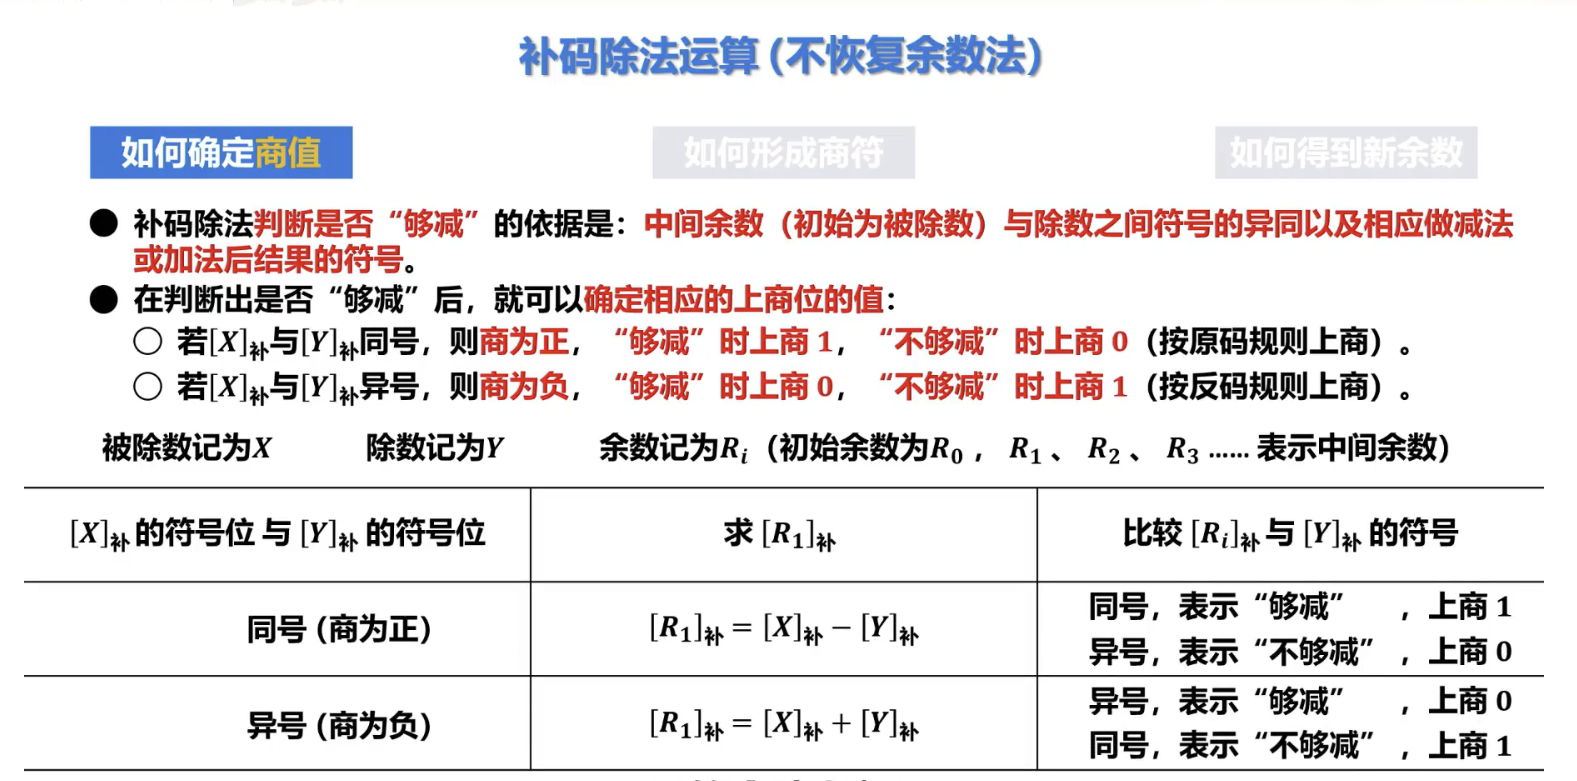 补码除法运算 (不恢复余数法)
如何确定商值
如何形成商符
如何得到新余数
● 补码除法判断是否“够减”的依据是：中间余数（初始为被除数）与除数之间符号的异同以及相应做减法
或加法后结果的符号。
● 在判断出是否“够减”后，就可以确定相应的上商位的值：
○ 若[X]补与[Y]补同号，则商为正，“够减”时上商 1，“不够减”时上商 0（按原码规则上商）。
○ 若[X]补与[Y]补异号，则商为负，“够减”时上商 0，“不够减”时上商 1（按反码规则上商）。
被除数记为X 除数记为Y 余数记为Ri（初始余数为R0 ， R1 、 R2 、 R3 ...... 表示中间余数）
[X]补 的符号位 与 [Y]补 的符号位 求 [R1]补 比较 [Ri]补 与 [Y]补 的符号
同号 (商为正) [R1]补 = [X]补 − [Y]补
同号，表示“够减” ，上商 1
异号，表示“不够减” ，上商 0
异号 (商为负) [R1]补 = [X]补 + [Y]补
异号，表示“够减” ，上商 0
同号，表示“不够减” ，上商 1